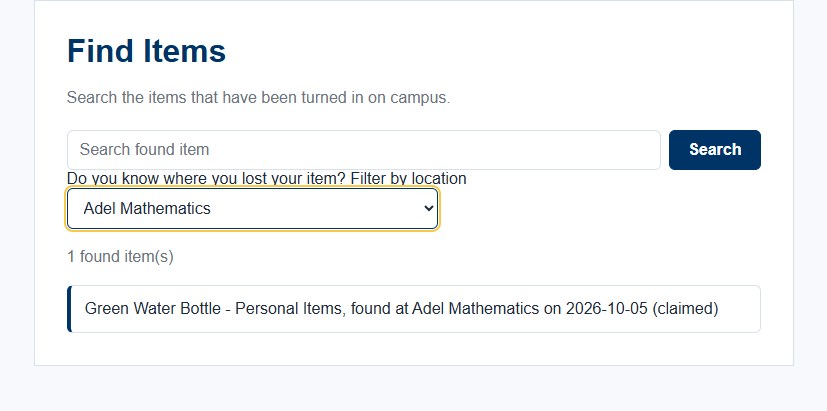 Find Items
Search the items that have been turned in on campus.
Search found item
Search
Do you know where you lost your item? Filter by location
Adel Mathematics
1 found item(s)
Green Water Bottle - Personal Items, found at Adel Mathematics on 2026-10-05 (claimed)